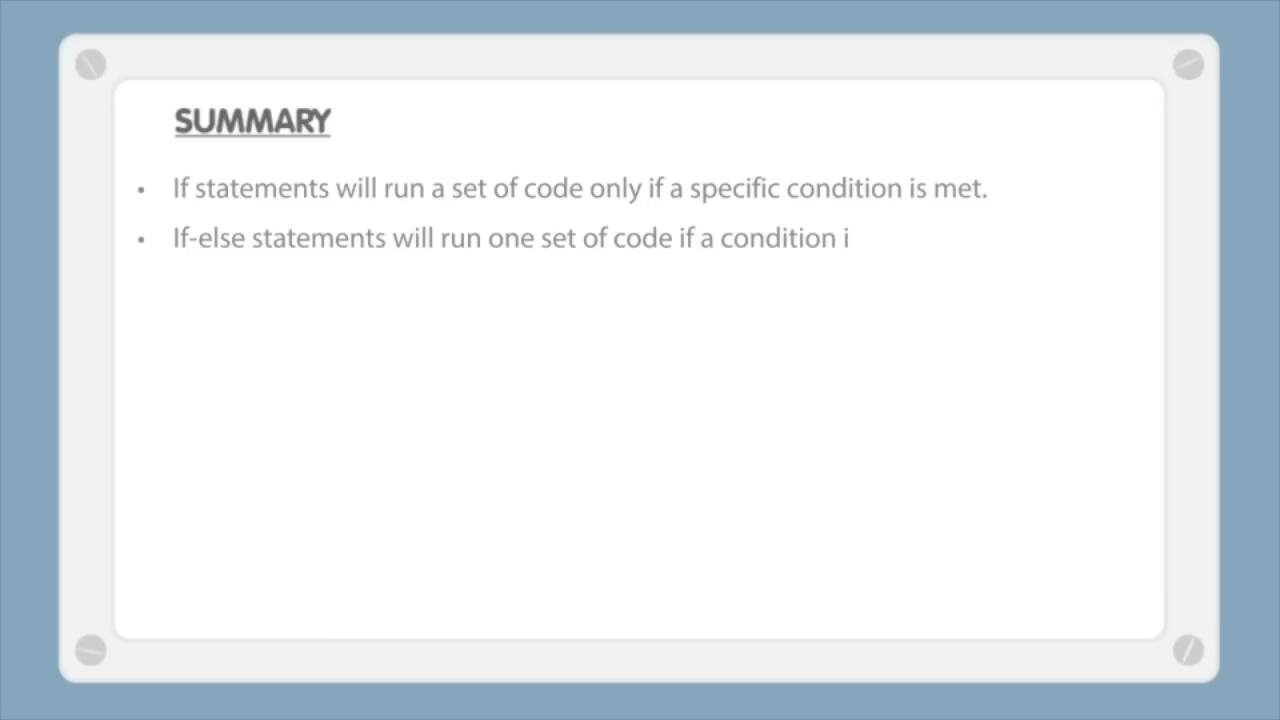 SUMMARY
• If statements will run a set of code only if a specific condition is met.
• If-else statements will run one set of code if a condition i